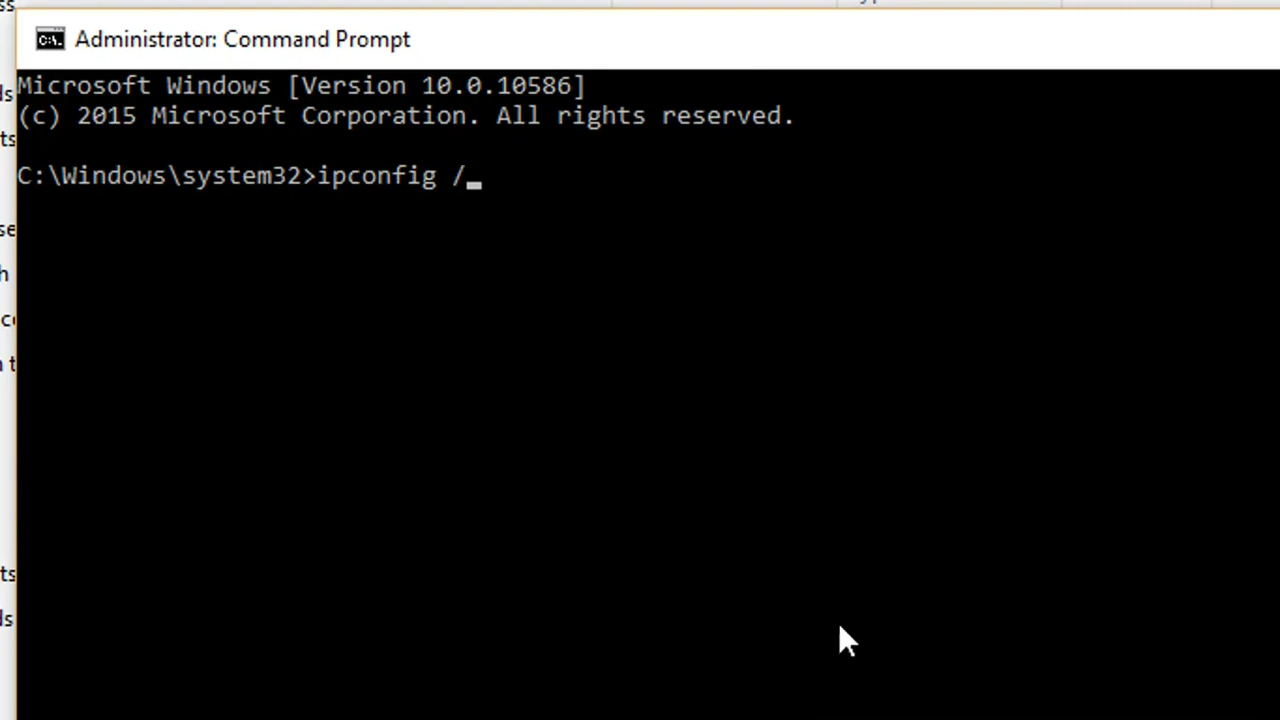 Administrator: Command Prompt
Microsoft Windows [Version 10.0.10586]
(c) 2015 Microsoft Corporation. All rights reserved.
C:\Windows\system32>ipconfig /_